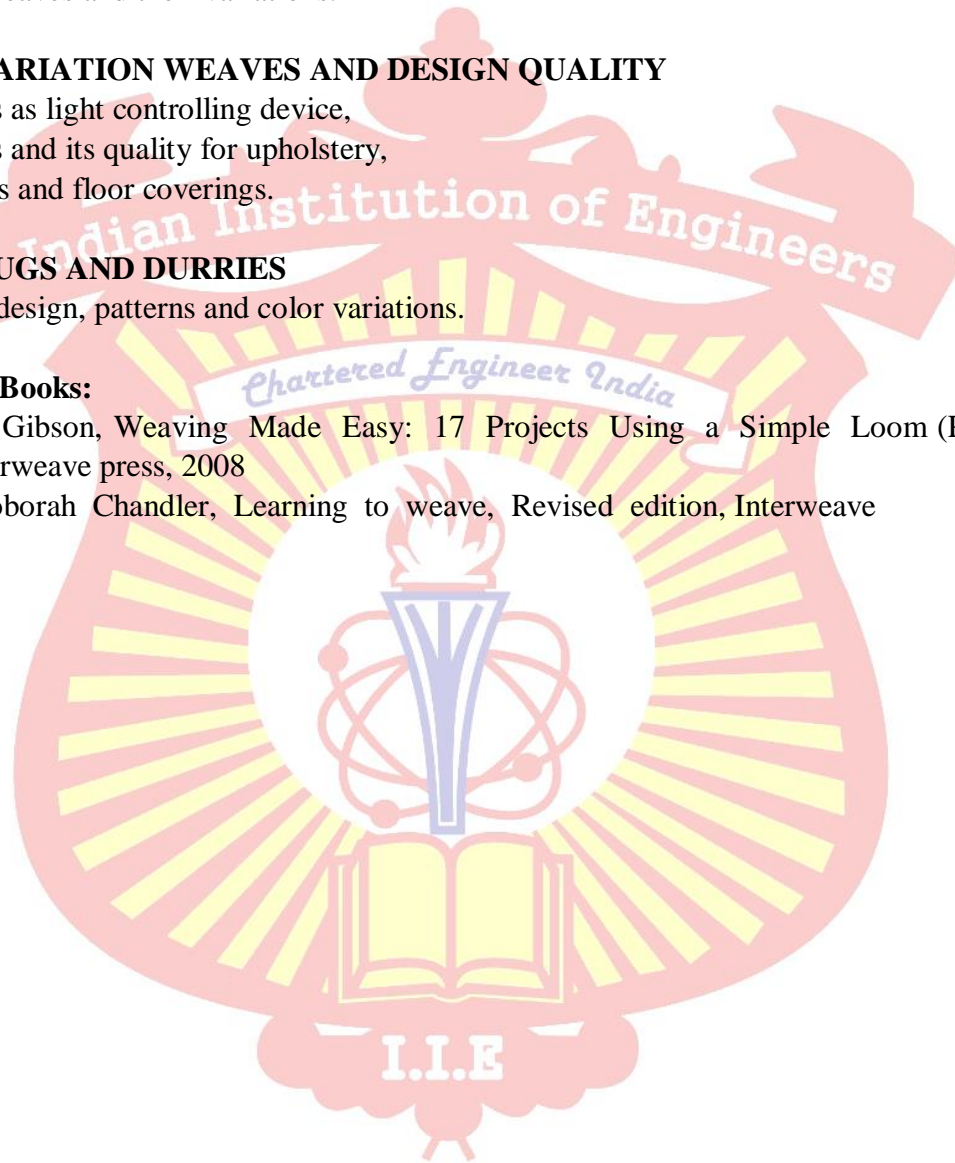 ARIATION WEAVES AND DESIGN QUALITY
s as light controlling device,
s and its quality for upholstery,
s and floor coverings.
Indian Institution of Engineers
UGS AND DURRIES
design, patterns and color variations.
Chartered Engineer India
Books:
Gibson, Weaving Made Easy: 17 Projects Using a Simple Loom (
rweave press, 2008
borah Chandler, Learning to weave, Revised edition, Interweave
I.I.E